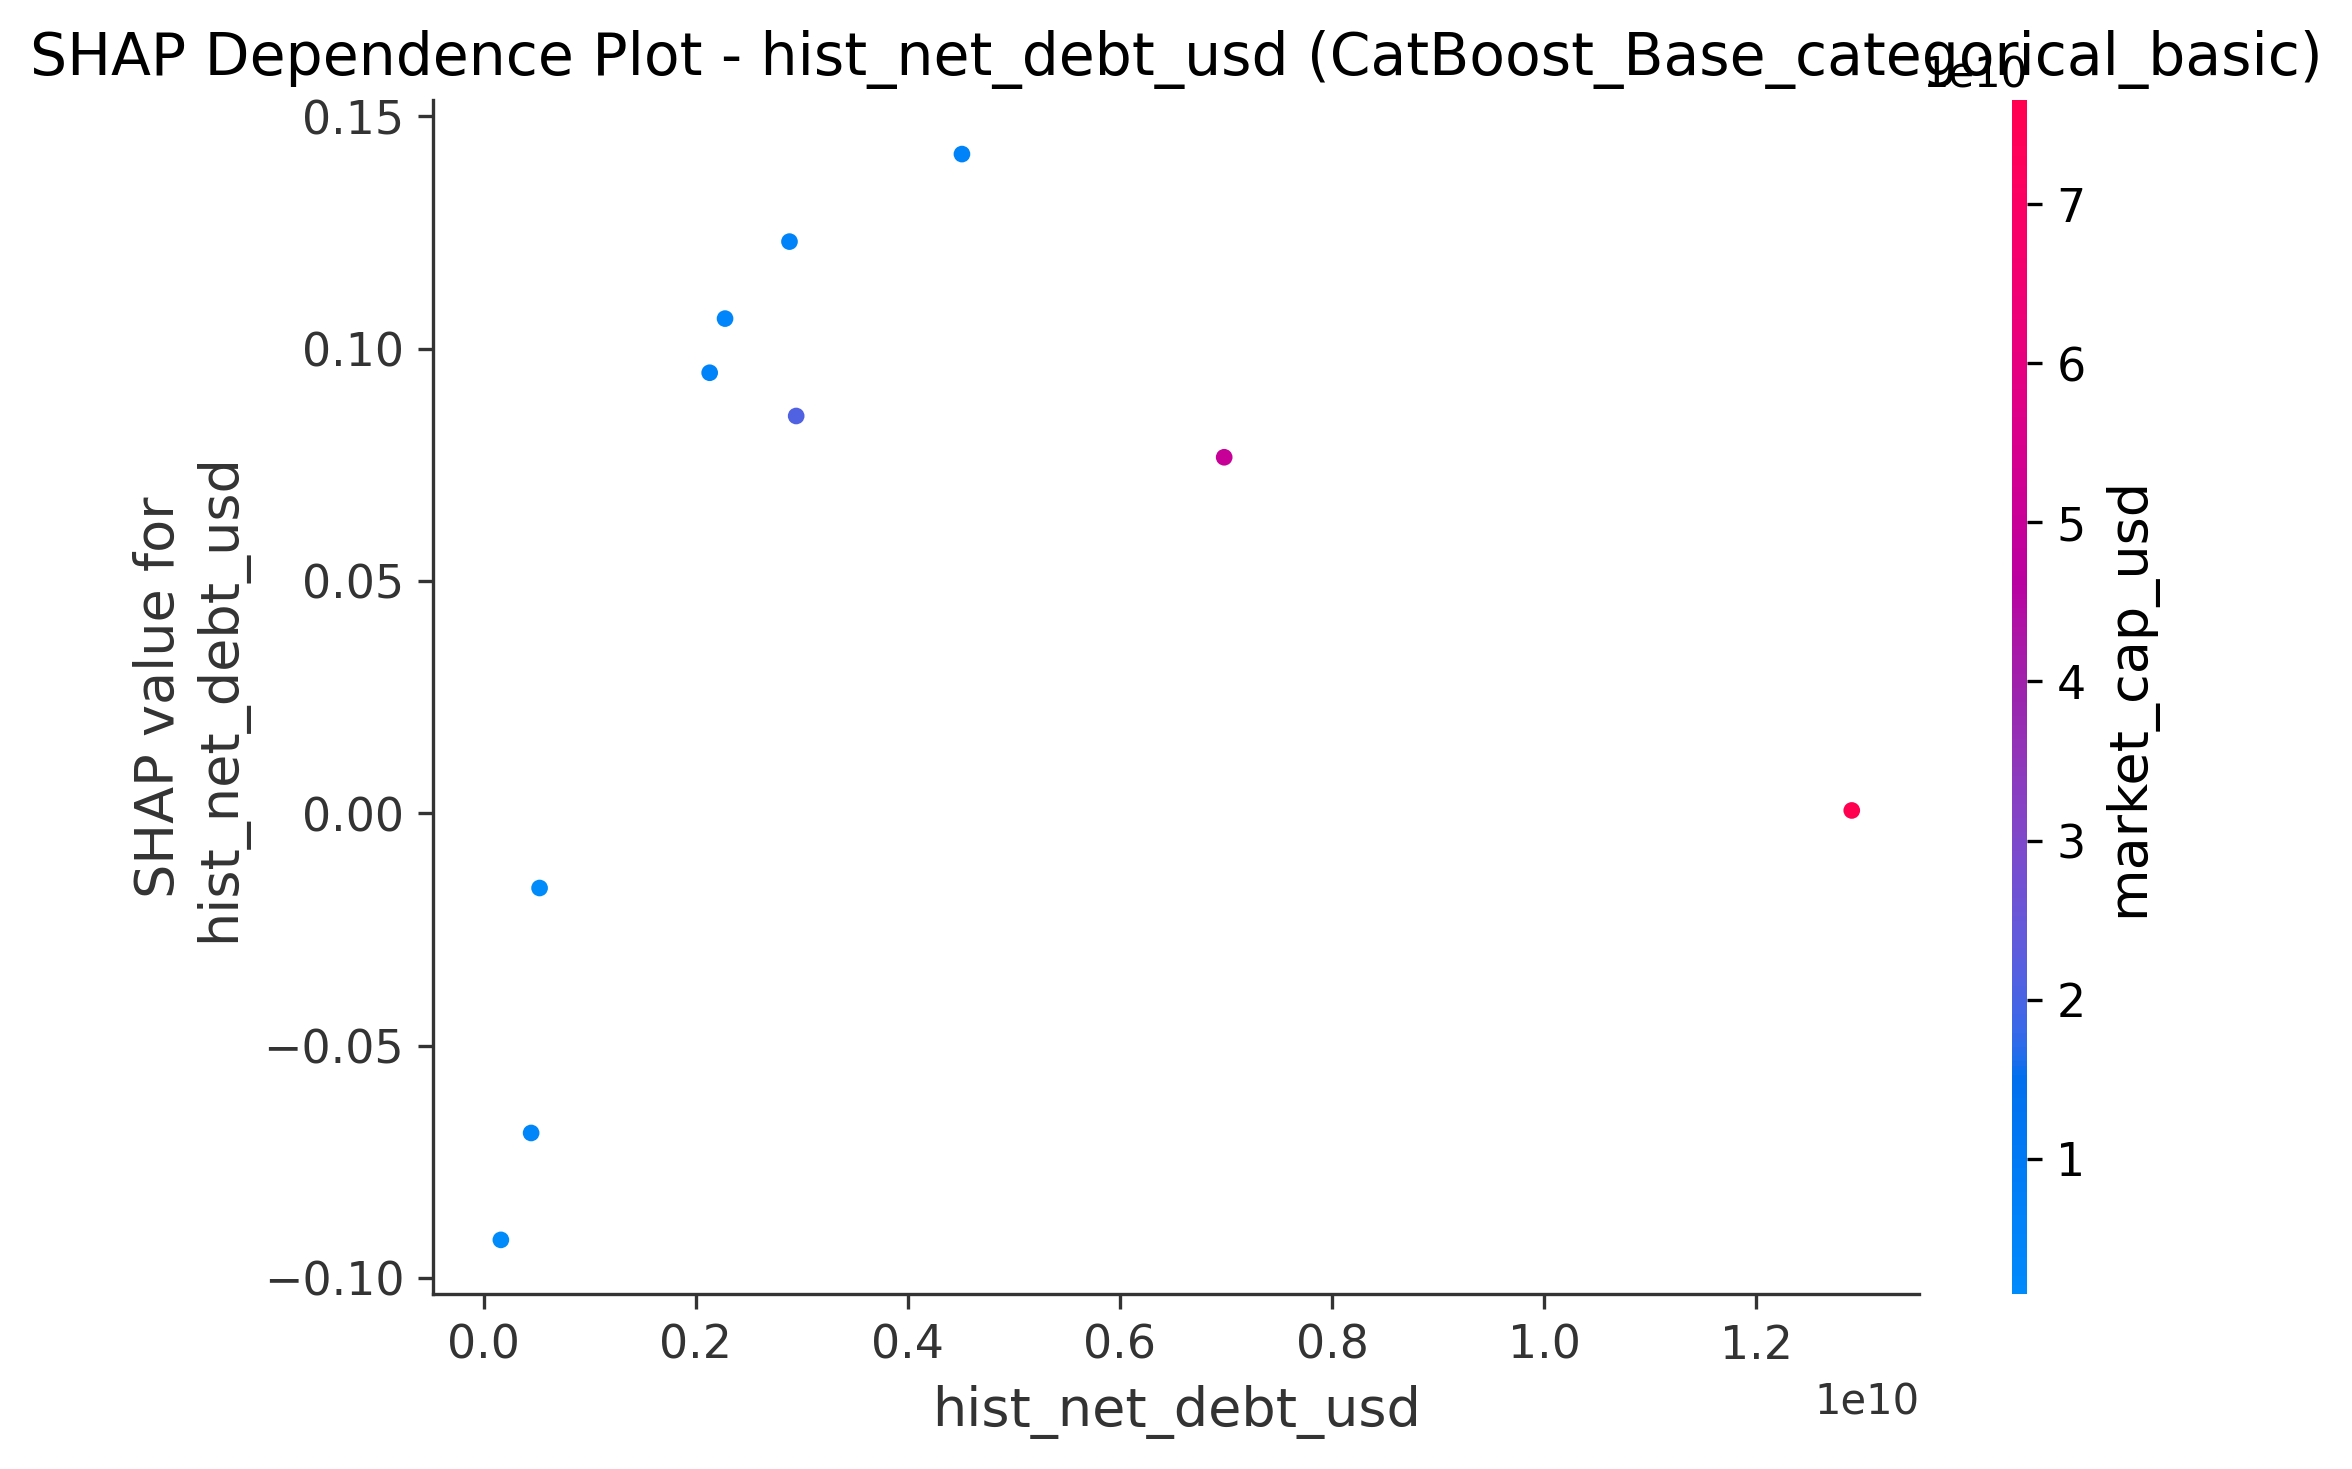 SHAP Dependence Plot - hist_net_debt_usd (CatBoost_Base_categorical_basic)
1e10
0.15
0.10
0.05
0.00
−0.05
−0.10
SHAP value for
hist_net_debt_usd
0.0 0.2 0.4 0.6 0.8 1.0 1.2
1e10
hist_net_debt_usd
7
6
5
4
3
2
1
market_cap_usd